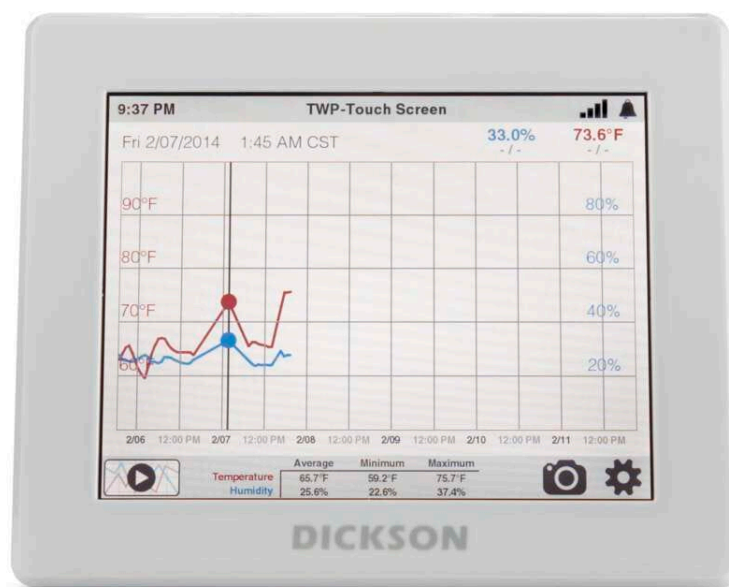 9:37 PM TWP-Touch Screen
Fri 2/07/2014 1:45 AM CST 33.0% 73.6°F
- / - - / -
90°F 80%
80°F 60%
70°F 40%
60°F 20%
2/06 12:00 PM 2/07 12:00 PM 2/08 12:00 PM 2/09 12:00 PM 2/10 12:00 PM 2/11 12:00 PM
Average Minimum Maximum
Temperature 65.7°F 59.2°F 75.7°F
Humidity 25.6% 22.6% 37.4%
DICKSON